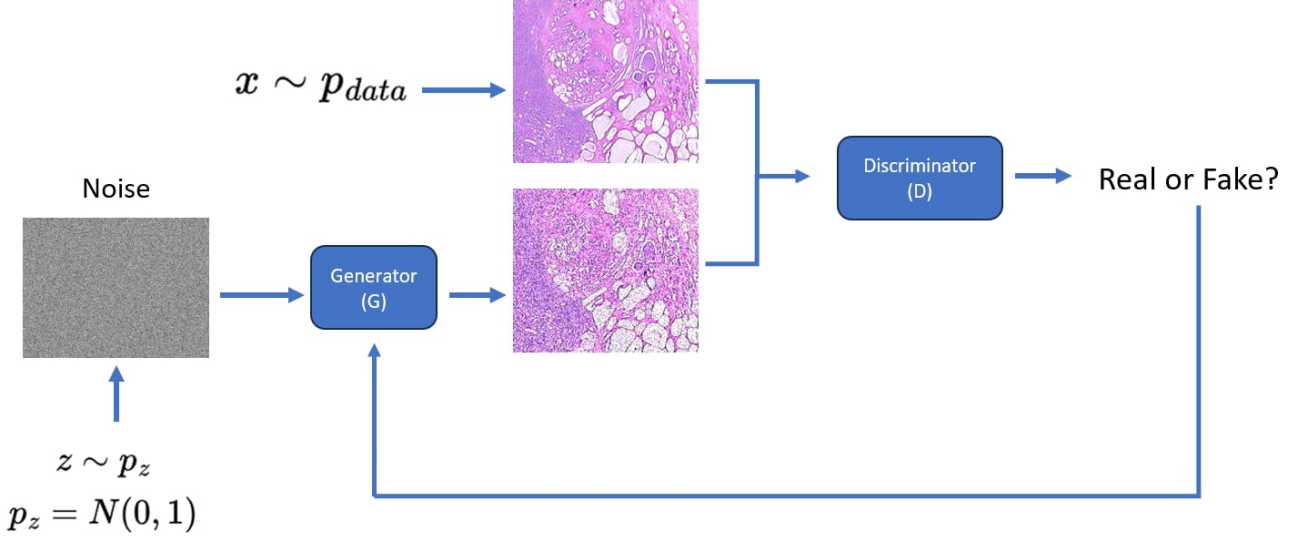 x ∼ p_data
Noise
Generator
(G)
Discriminator
(D)
Real or Fake?
z ∼ p_z
p_z = N(0, 1)